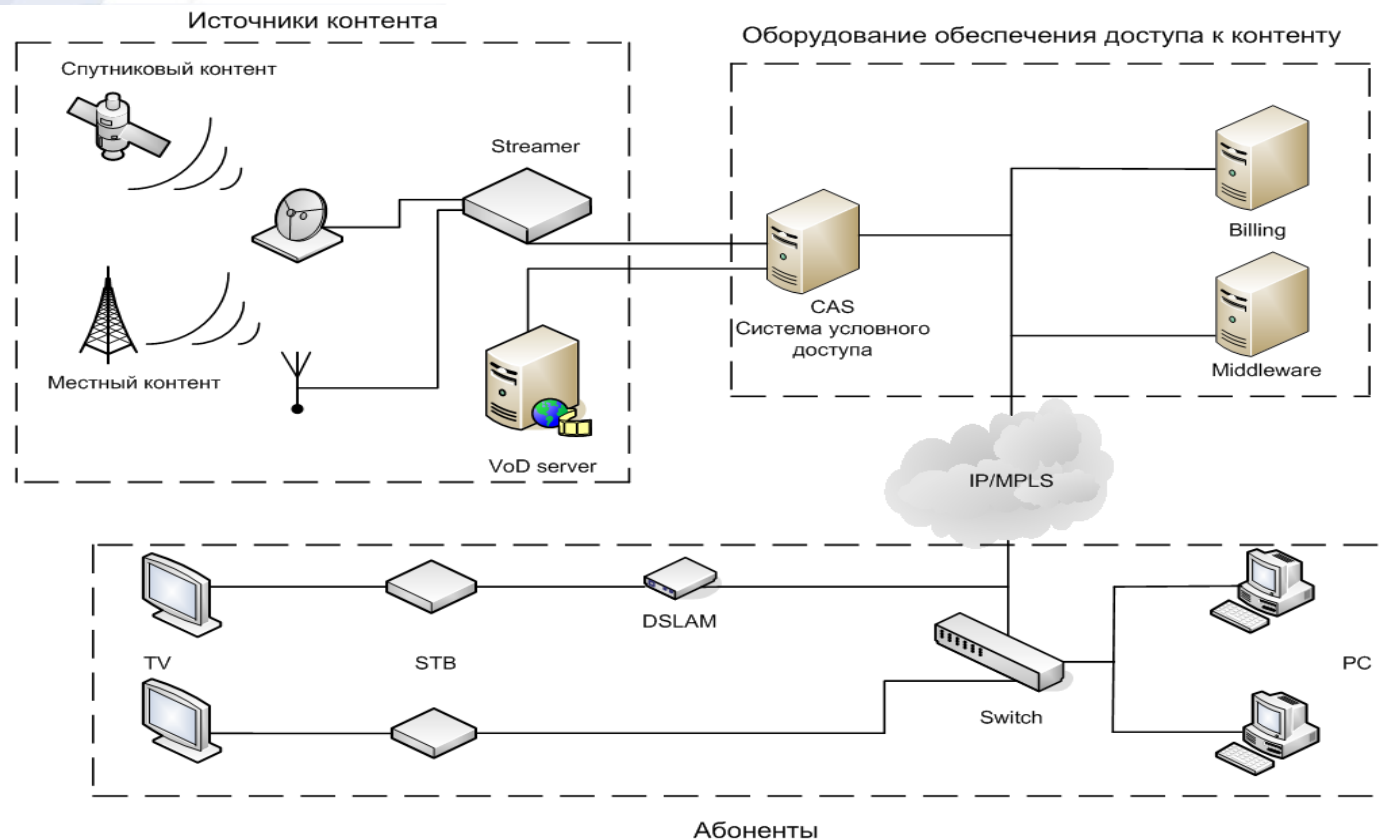 Источники контента
Оборудование обеспечения доступа к контенту
Спутниковый контент
Streamer
Billing
CAS
Система условного
доступа
Местный контент
Middleware
VoD server
IP/MPLS
DSLAM
TV
STB
PC
Switch
Абоненты